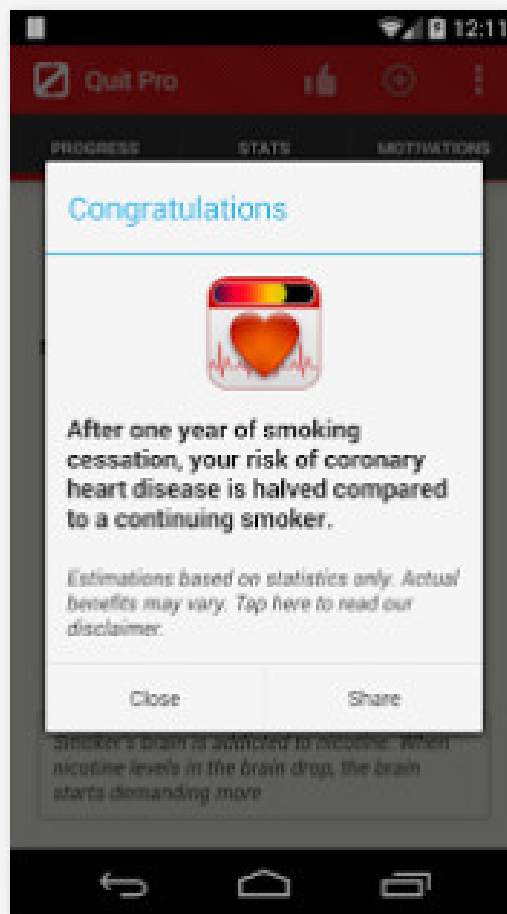 12:11
Quit Pro
PROGRESS STATS MOTIVATIONS
Congratulations
After one year of smoking
cessation, your risk of coronary
heart disease is halved compared
to a continuing smoker.
Estimations based on statistics only. Actual
benefits may vary. Tap here to read our
disclaimer.
Close Share
Smoker's brain is addicted to nicotine. When
nicotine levels in the brain drop, the brain
starts demanding more